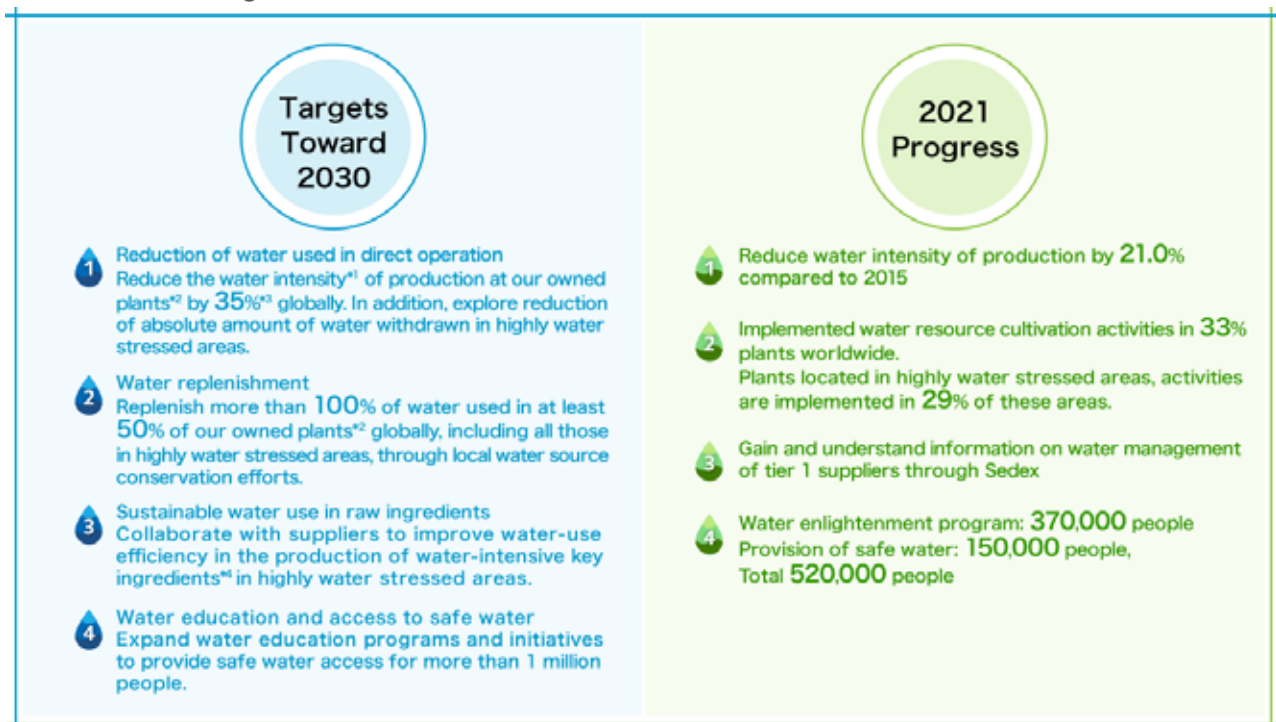 Targets
Toward
2030
1
Reduction of water used in direct operation
Reduce the water intensity*1 of production at our owned
plants*2 by 35%*3 globally. In addition, explore reduction
of absolute amount of water withdrawn in highly water
stressed areas.
2
Water replenishment
Replenish more than 100% of water used in at least
50% of our owned plants*2 globally, including all those
in highly water stressed areas, through local water source
conservation efforts.
3
Sustainable water use in raw ingredients
Collaborate with suppliers to improve water-use
efficiency in the production of water-intensive key
ingredients*4 in highly water stressed areas.
4
Water education and access to safe water
Expand water education programs and initiatives
to provide safe water access for more than 1 million
people.
2021
Progress
1
Reduce water intensity of production by 21.0%
compared to 2015
2
Implemented water resource cultivation activities in 33%
plants worldwide.
Plants located in highly water stressed areas, activities
are implemented in 29% of these areas.
3
Gain and understand information on water management
of tier 1 suppliers through Sedex
4
Water enlightenment program: 370,000 people
Provision of safe water: 150,000 people,
Total 520,000 people